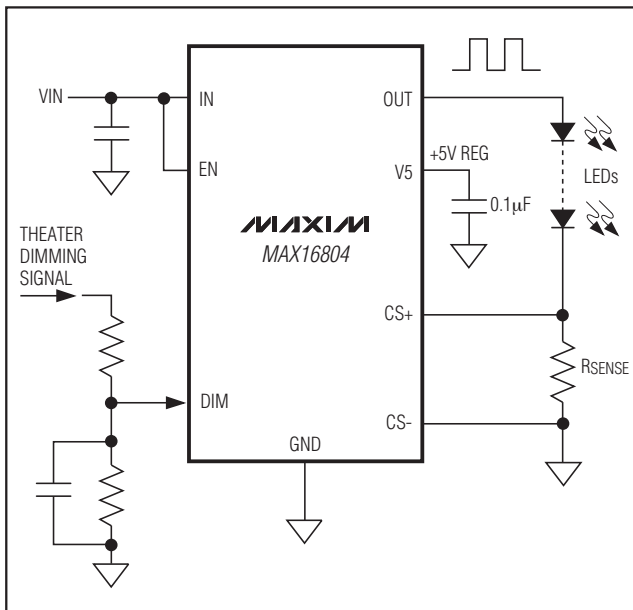 VIN
IN
OUT
EN
+5V REG
V5
LEDs
0.1µF
MAXIM
MAX16804
THEATER
DIMMING
SIGNAL
CS+
RSENSE
DIM
CS-
GND